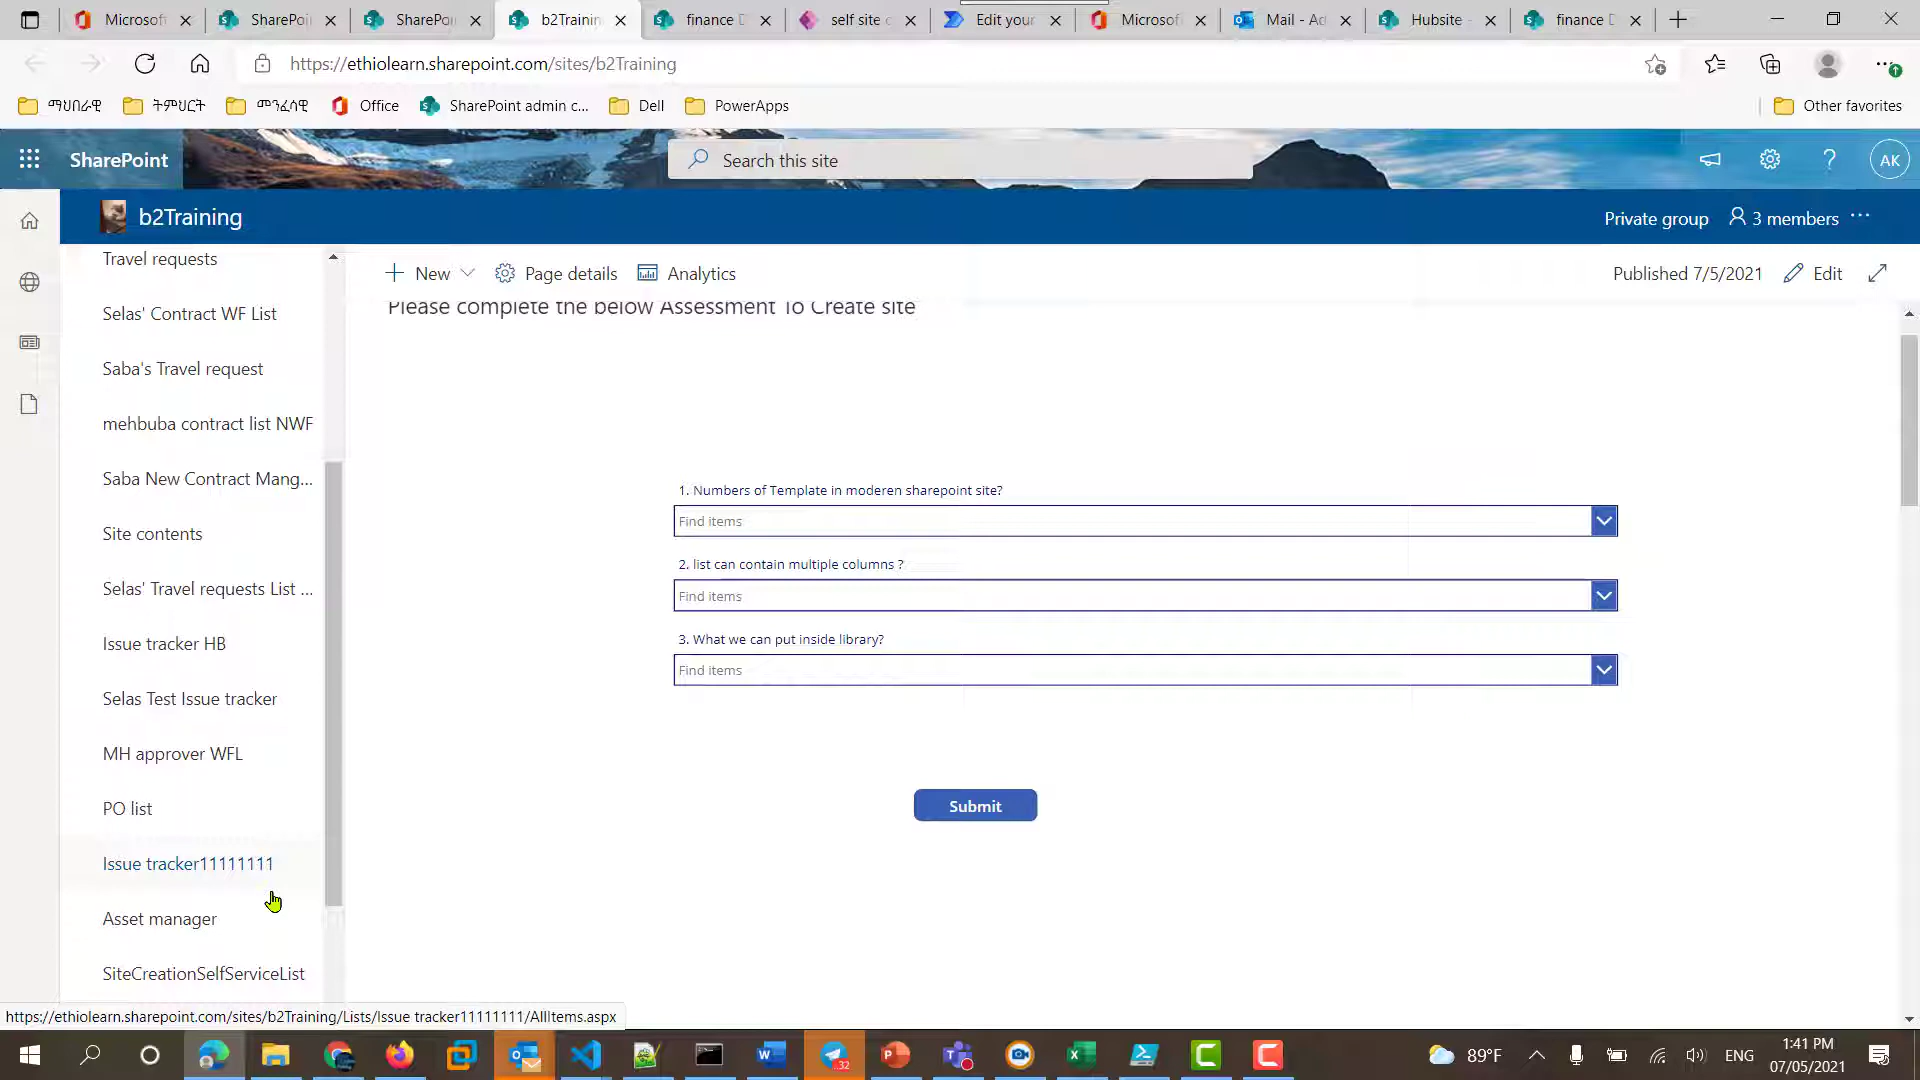 Microsoft
SharePoi
SharePoi
b2Trainin
finance D
self site c
Edit your
Microsof
Mail - Ad
Hubsite -
finance D
https://ethiolearn.sharepoint.com/sites/b2Training
ማህበራዊ
ትምህርት
መንፈሳዊ
Office
SharePoint admin c...
Dell
PowerApps
Other favorites
SharePoint
Search this site
AK
b2Training
Private group
3 members
Travel requests
Selas' Contract WF List
Saba's Travel request
mehbuba contract list NWF
Saba New Contract Mang...
Site contents
Selas' Travel requests List ...
Issue tracker HB
Selas Test Issue tracker
MH approver WFL
PO list
Issue tracker11111111
Asset manager
SiteCreationSelfServiceList
New
Page details
Analytics
Published 7/5/2021
Edit
Please complete the below Assessment To Create site
1. Numbers of Template in moderen sharepoint site?
Find items
2. list can contain multiple columns ?
Find items
3. What we can put inside library?
Find items
Submit
https://ethiolearn.sharepoint.com/sites/b2Training/Lists/Issue tracker11111111/AllItems.aspx
32
89°F
ENG
1:41 PM
07/05/2021